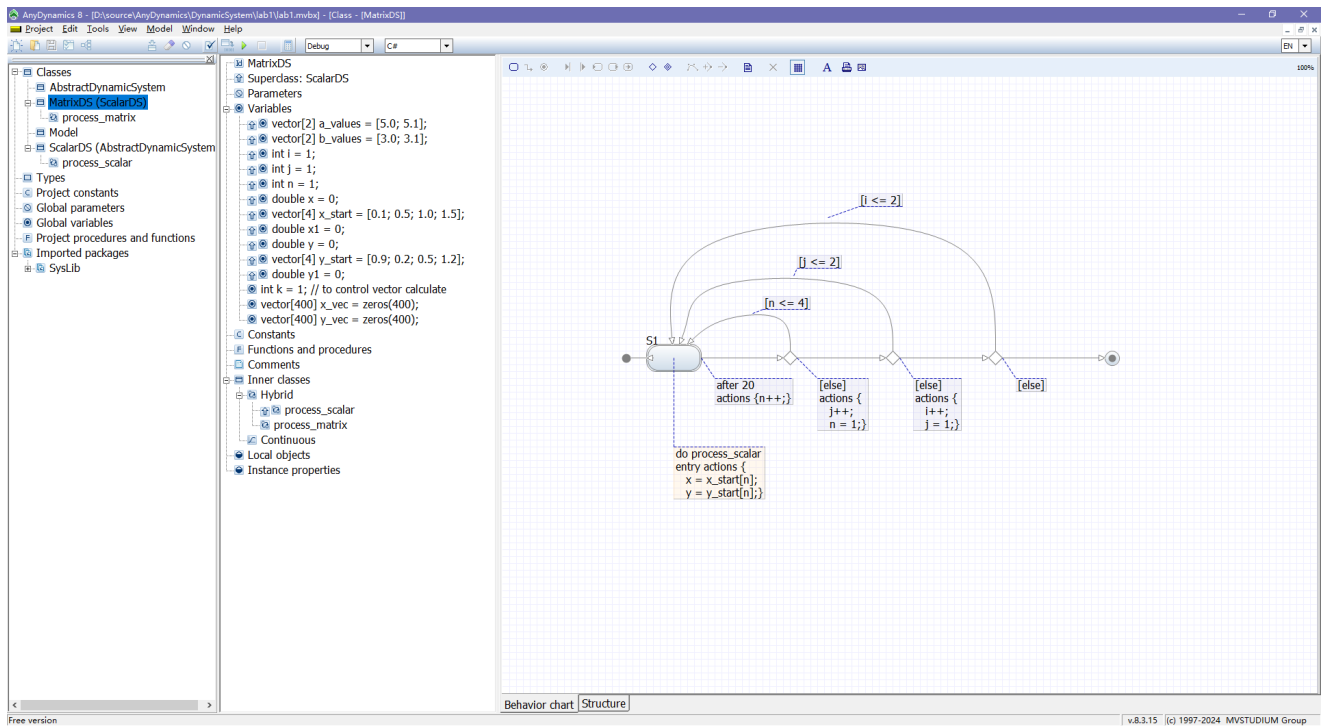 AnyDynamics 8 - [D:\source\AnyDynamics\DynamicSystem\lab1\lab1.mvbx] - [Class - [MatrixDS]]
Project Edit Tools View Model Window Help
Debug C# EN
Classes
AbstractDynamicSystem
MatrixDS (ScalarDS)
process_matrix
Model
ScalarDS (AbstractDynamicSystem
process_scalar
Types
Project constants
Global parameters
Global variables
Project procedures and functions
Imported packages
SysLib
MatrixDS
Superclass: ScalarDS
Parameters
Variables
vector[2] a_values = [5.0; 5.1];
vector[2] b_values = [3.0; 3.1];
int i = 1;
int j = 1;
int n = 1;
double x = 0;
vector[4] x_start = [0.1; 0.5; 1.0; 1.5];
double x1 = 0;
double y = 0;
vector[4] y_start = [0.9; 0.2; 0.5; 1.2];
double y1 = 0;
int k = 1; // to control vector calculate
vector[400] x_vec = zeros(400);
vector[400] y_vec = zeros(400);
Constants
Functions and procedures
Comments
Inner classes
Hybrid
process_scalar
process_matrix
Continuous
Local objects
Instance properties
A 100%
[i <= 2]
[j <= 2]
[n <= 4]
S1
after 20
actions {n++;}
[else]
actions {
j++;
n = 1;}
[else]
actions {
i++;
j = 1;}
[else]
do process_scalar
entry actions {
x = x_start[n];
y = y_start[n];}
Behavior chart Structure
Free version v.8.3.15 (c) 1997-2024 MVSTUDIUM Group